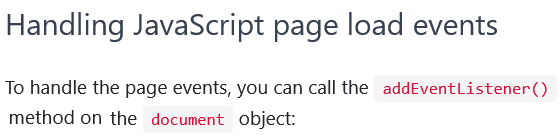 Handling JavaScript page load events
To handle the page events, you can call the addEventListener()
method on the document object: